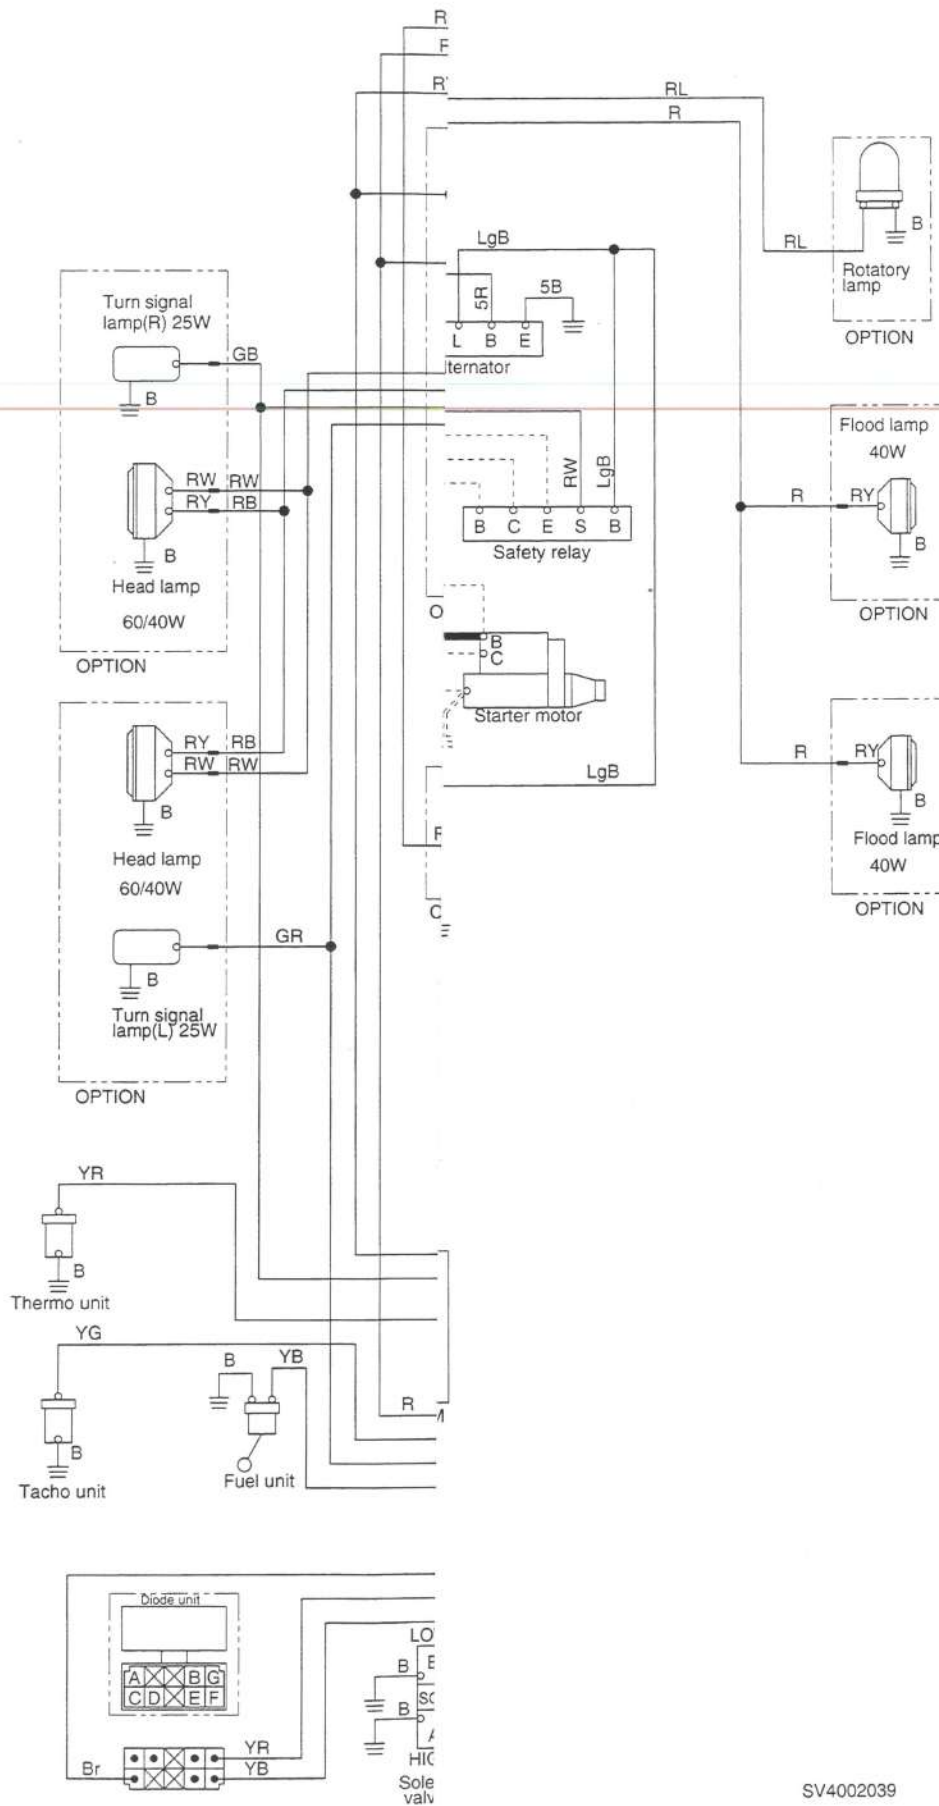 R
RL
R
LgB
B
RL
Rotatory
lamp
OPTION
Turn signal
lamp(R) 25W
GB
B
5R
5B
L B E
lternator
Flood lamp
40W
R RY
B
OPTION
RW RW
RY RB
B
Head lamp
60/40W
OPTION
RW
LgB
B C E S B
Safety relay
O
B
C
Starter motor
RY RB
RW RW
B
Head lamp
60/40W
LgB
R RY
B
Flood lamp
40W
OPTION
GR
B
Turn signal
lamp(L) 25W
OPTION
YR
B
Thermo unit
YG
B YB
R
B
Tacho unit
Fuel unit
Diode unit
A B G
C D E F
LO
B
B
HIG
YR
Br YB
Sole
valv
SV4002039